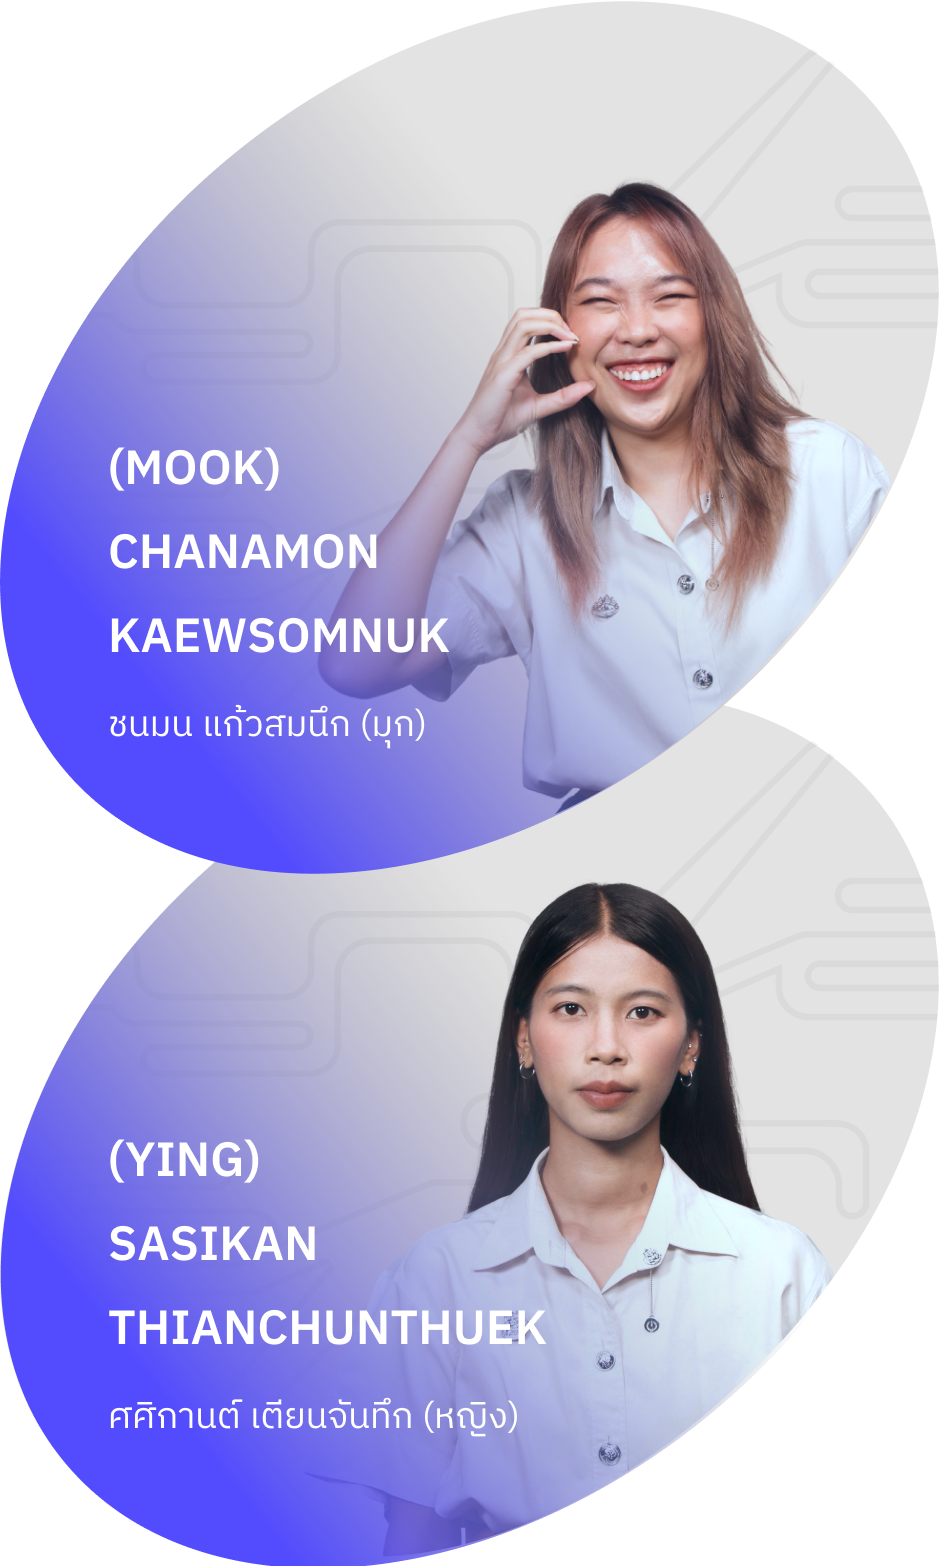 (MOOK)
CHANAMON
KAEWSOMNUK
ชนมน แก้วสมนึก (มุก)
(YING)
SASIKAN
THIANCHUNTHUEK
ศศิกานต์ เตียนจันทึก (หญิง)